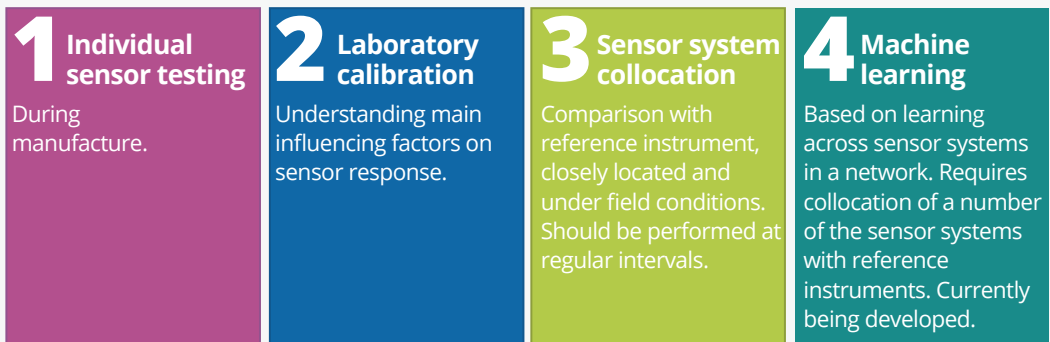 1 Individual
sensor testing
During
manufacture.
2 Laboratory
calibration
Understanding main
influencing factors on
sensor response.
3 Sensor system
collocation
Comparison with
reference instrument,
closely located and
under field conditions.
Should be performed at
regular intervals.
4 Machine
learning
Based on learning
across sensor systems
in a network. Requires
collocation of a number
of the sensor systems
with reference
instruments. Currently
being developed.